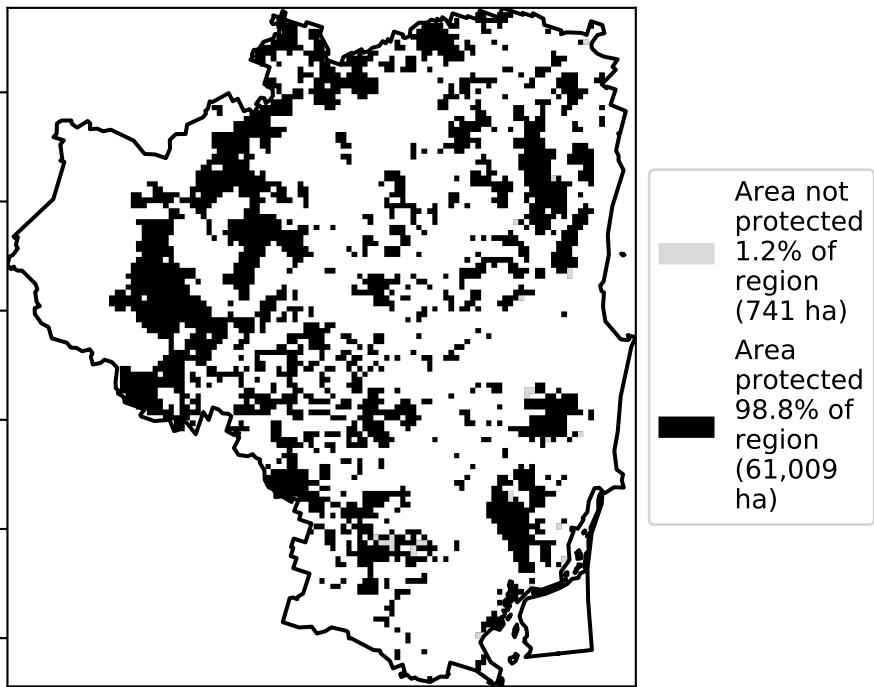 Area not
protected
1.2% of
region
(741 ha)
Area
protected
98.8% of
region
(61,009
ha)